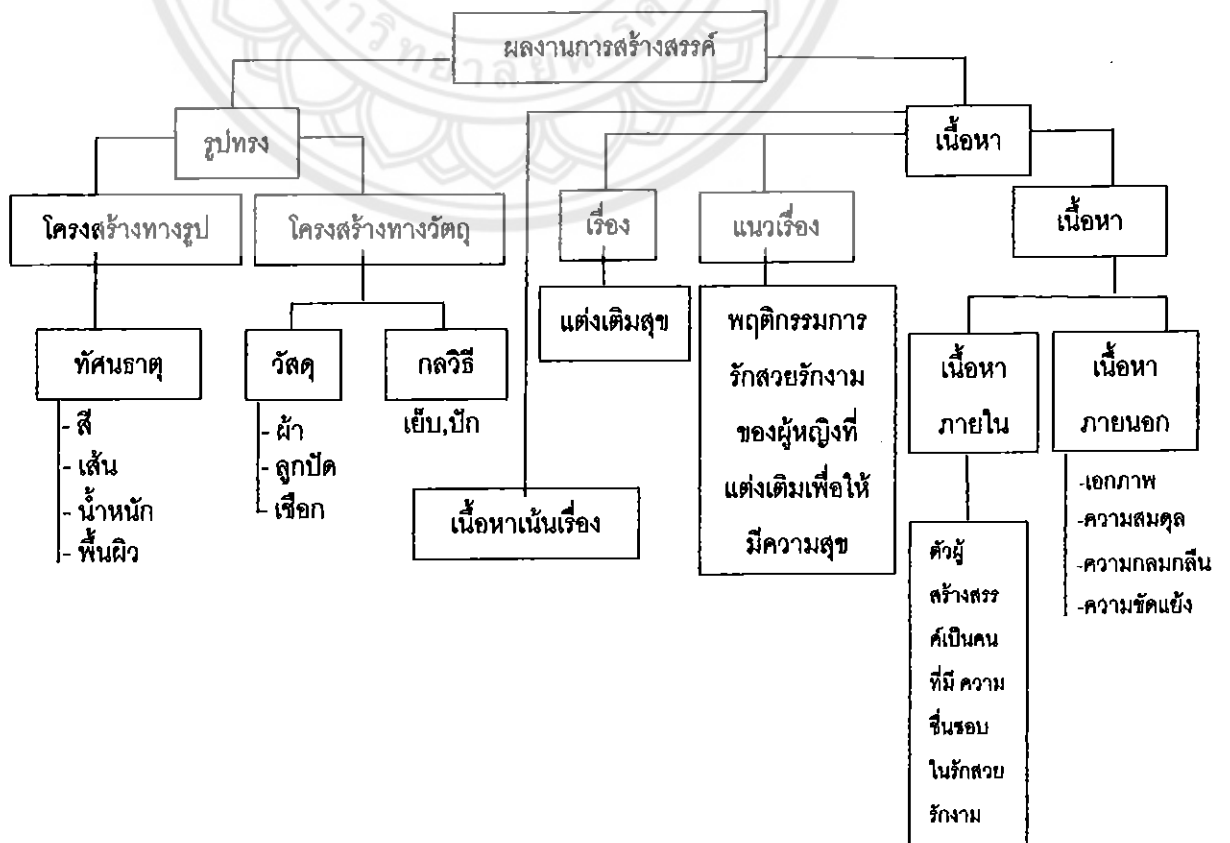 ผลงานการสร้างสรรค์
รูปทรง
เนื้อหา
โครงสร้างทางรูป
โครงสร้างทางวัตถุ
เรื่อง
แนวเรื่อง
เนื้อหา
ทัศนธาตุ
- สี
- เส้น
- น้ำหนัก
- พื้นผิว
วัสดุ
- ผ้า
- ลูกปัด
- เชือก
กลวิธี
เย็บ,ปัก
แต่งเติมสุข
เนื้อหาเน้นเรื่อง
พฤติกรรมการ
รักสวยรักงาม
ของผู้หญิงที่
แต่งเติมเพื่อให้
มีความสุข
เนื้อหา
ภายใน
ตัวผู้
สร้างสรร
ค์เป็นคน
ที่มี ความ
ชื่นชอบ
ในรักสวย
รักงาม
เนื้อหา
ภายนอก
-เอกภาพ
-ความสมดุล
-ความกลมกลืน
-ความขัดแย้ง